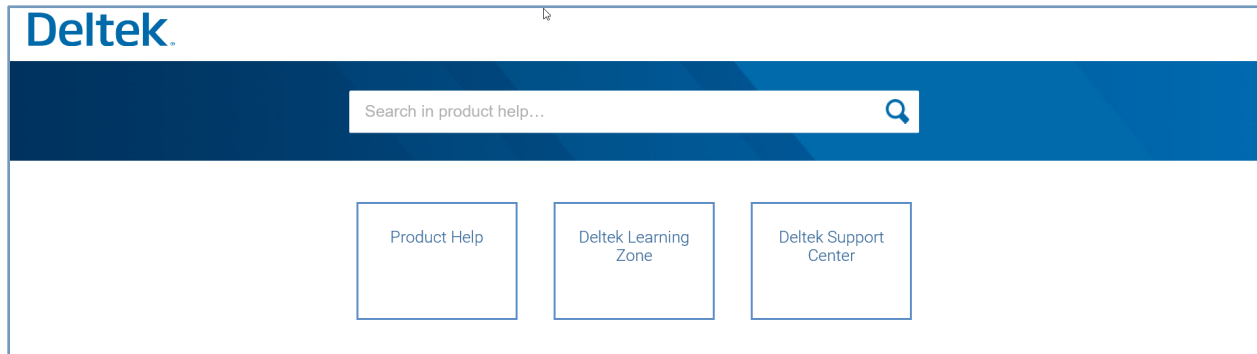 Deltek
Search in product help...
Product Help
Deltek Learning
Zone
Deltek Support
Center